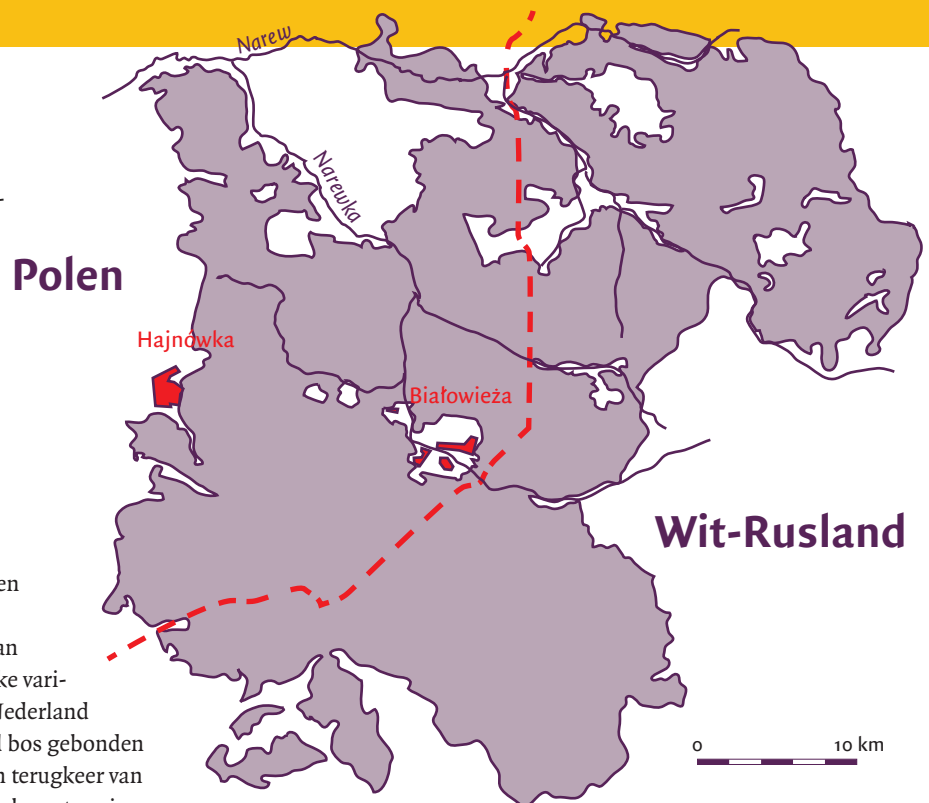 Narew
Narewka
Polen
Hajnówka
Białowieża
Wit-Rusland
0 10 km
en
an
ke vari-
Nederland
d bos gebonden
n terugkeer van